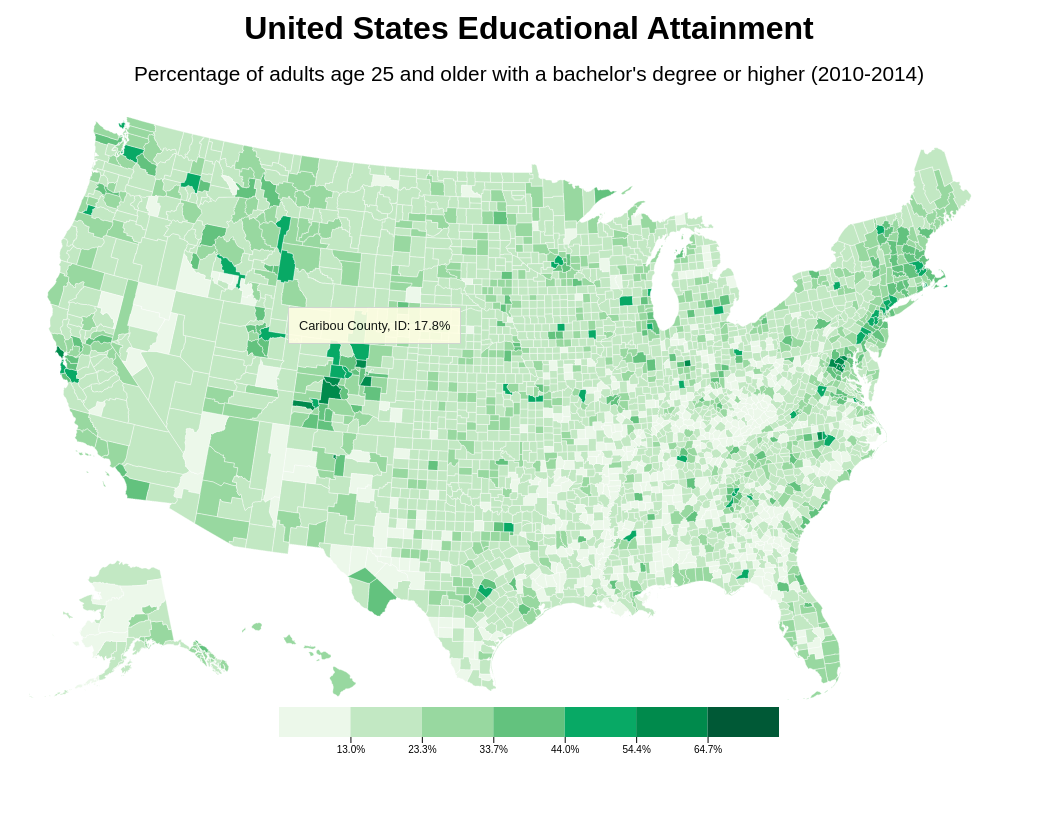 United States Educational Attainment
Percentage of adults age 25 and older with a bachelor's degree or higher (2010-2014)
Caribou County, ID: 17.8%
13.0% 23.3% 33.7% 44.0% 54.4% 64.7%